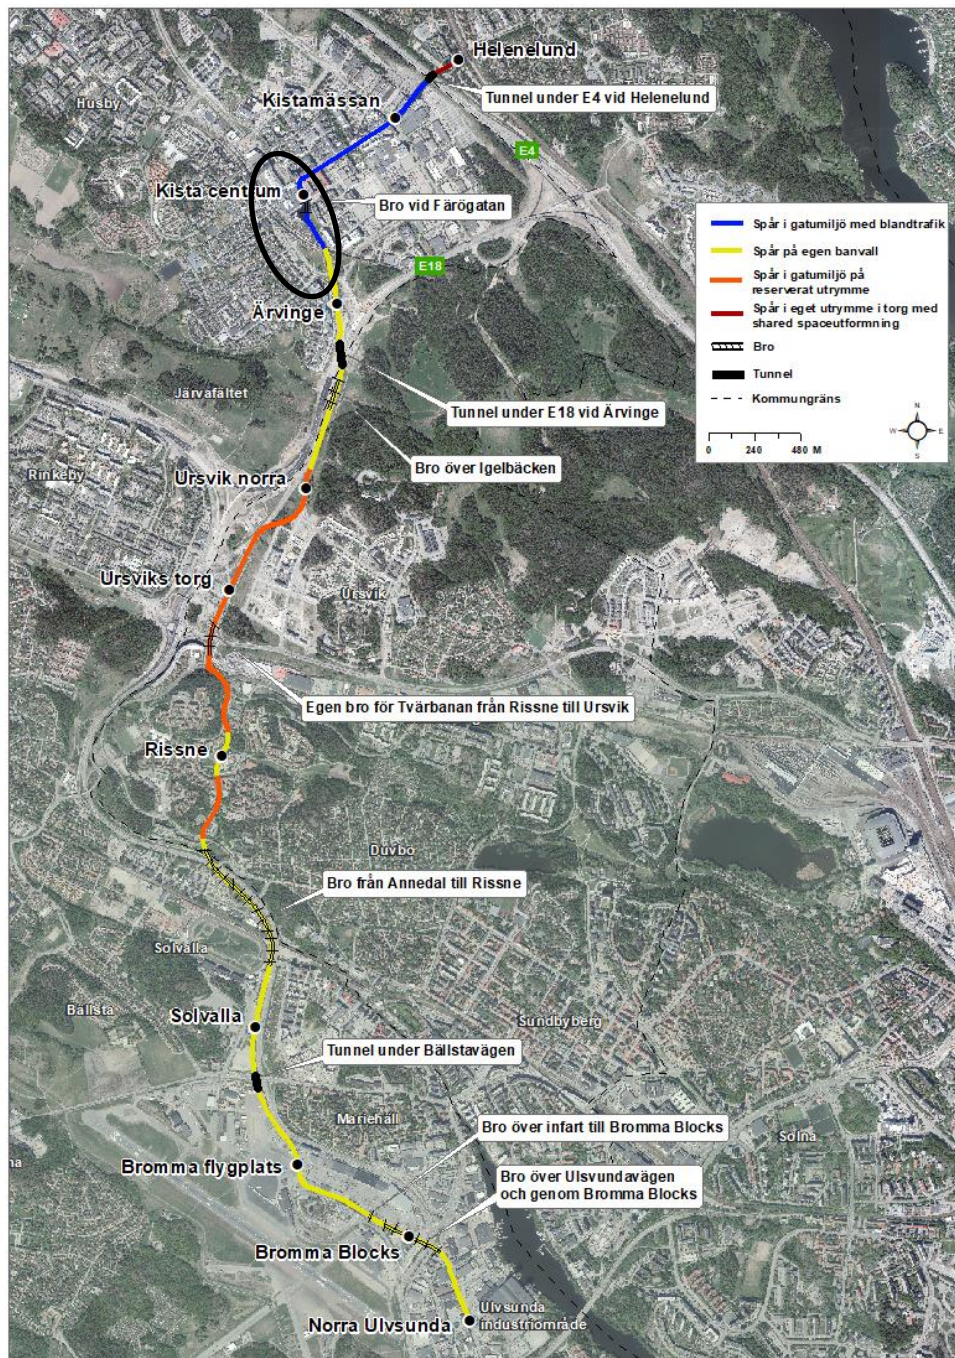 Helenelund
Husby
Tunnel under E4 vid Helenelund
Kistamässan
E4
Kista centrum
Bro vid Färögatan
Spår i gatumiljö med blandtrafik
Spår på egen banvall
Spår i gatumiljö på
reserverat utrymme
Spår i eget utrymme i torg med
shared spaceutformning
Bro
Tunnel
Kommungräns
N
W
E
S
0 240 480 M
E18
Ärvinge
Järvafältet
Tunnel under E18 vid Ärvinge
Bro över Igelbäcken
Rinkeby
Ursvik norra
Ursviks torg
Ursvik
Egen bro för Tvärbanan från Rissne till Ursvik
Rissne
Duvbo
Bro från Annedal till Rissne
Solvalla
Bällsta
Solvalla
Sundbyberg
Tunnel under Bällstavägen
Mariehäll
Bro över infart till Bromma Blocks
Solna
na
Bromma flygplats
Bro över Ulsvundavägen
och genom Bromma Blocks
Bromma Blocks
Norra Ulvsunda
Ulvsunda
industriområde